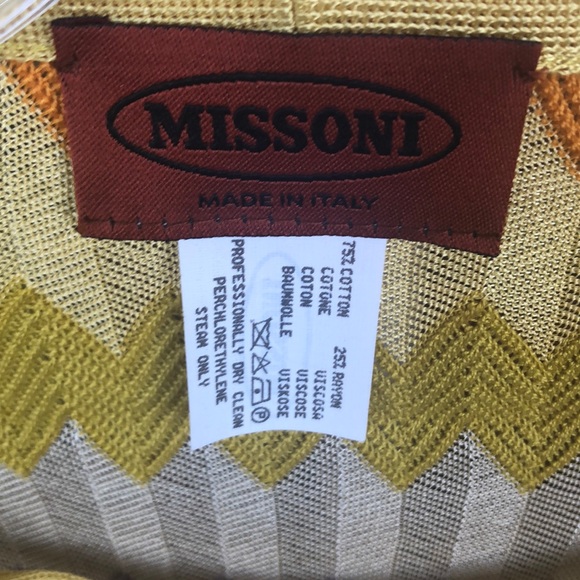 MISSONI
MADE IN ITALY
75% COTTON 25% RAYON
COTONE VISCOSA
COTON VISCOSE
BAUMWOLLE VISKOSE
PROFESSIONALLY DRY CLEAN
PERCHLORETHYLENE
STEAM ONLY